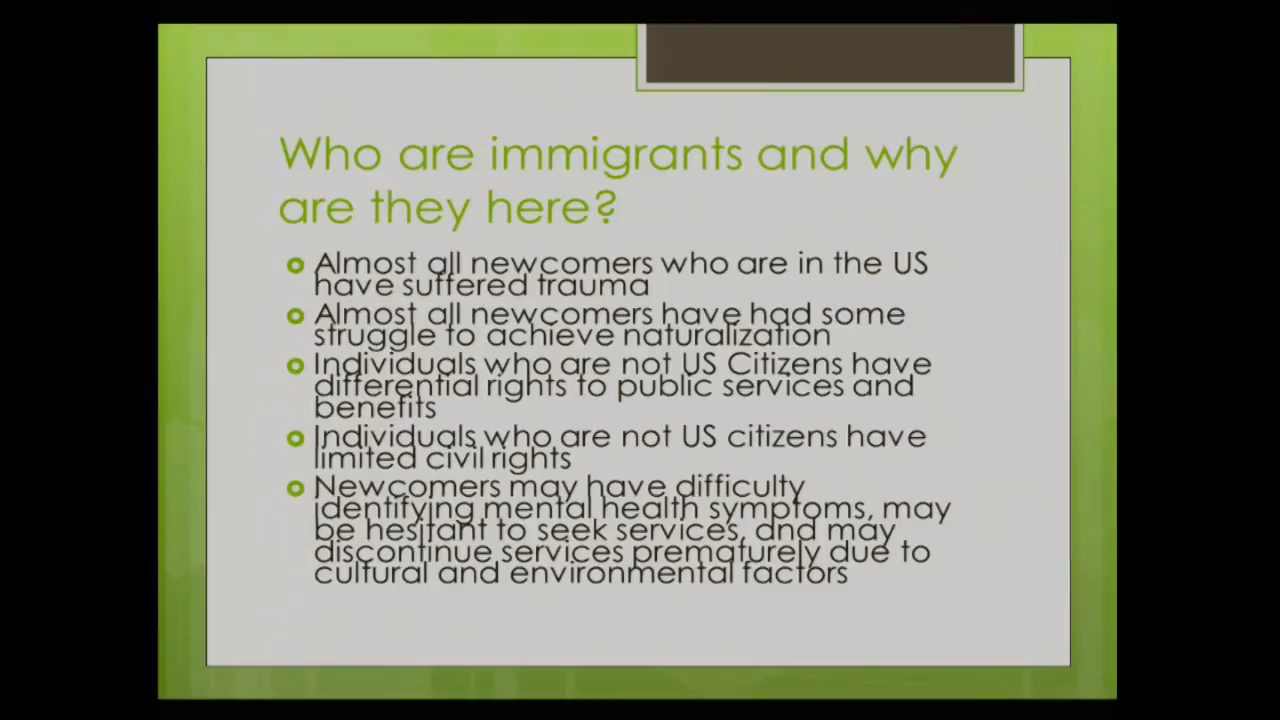 Who are immigrants and why
are they here?
Almost all newcomers who are in the US
have suffered trauma
Almost all newcomers have had some
struggle to achieve naturalization
Individuals who are not US Citizens have
differential rights to public services and
benefits
Individuals who are not US citizens have
limited civil rights
Newcomers may have difficulty
identifying mental health symptoms, may
be hesitant to seek services, and may
discontinue services prematurely due to
cultural and environmental factors